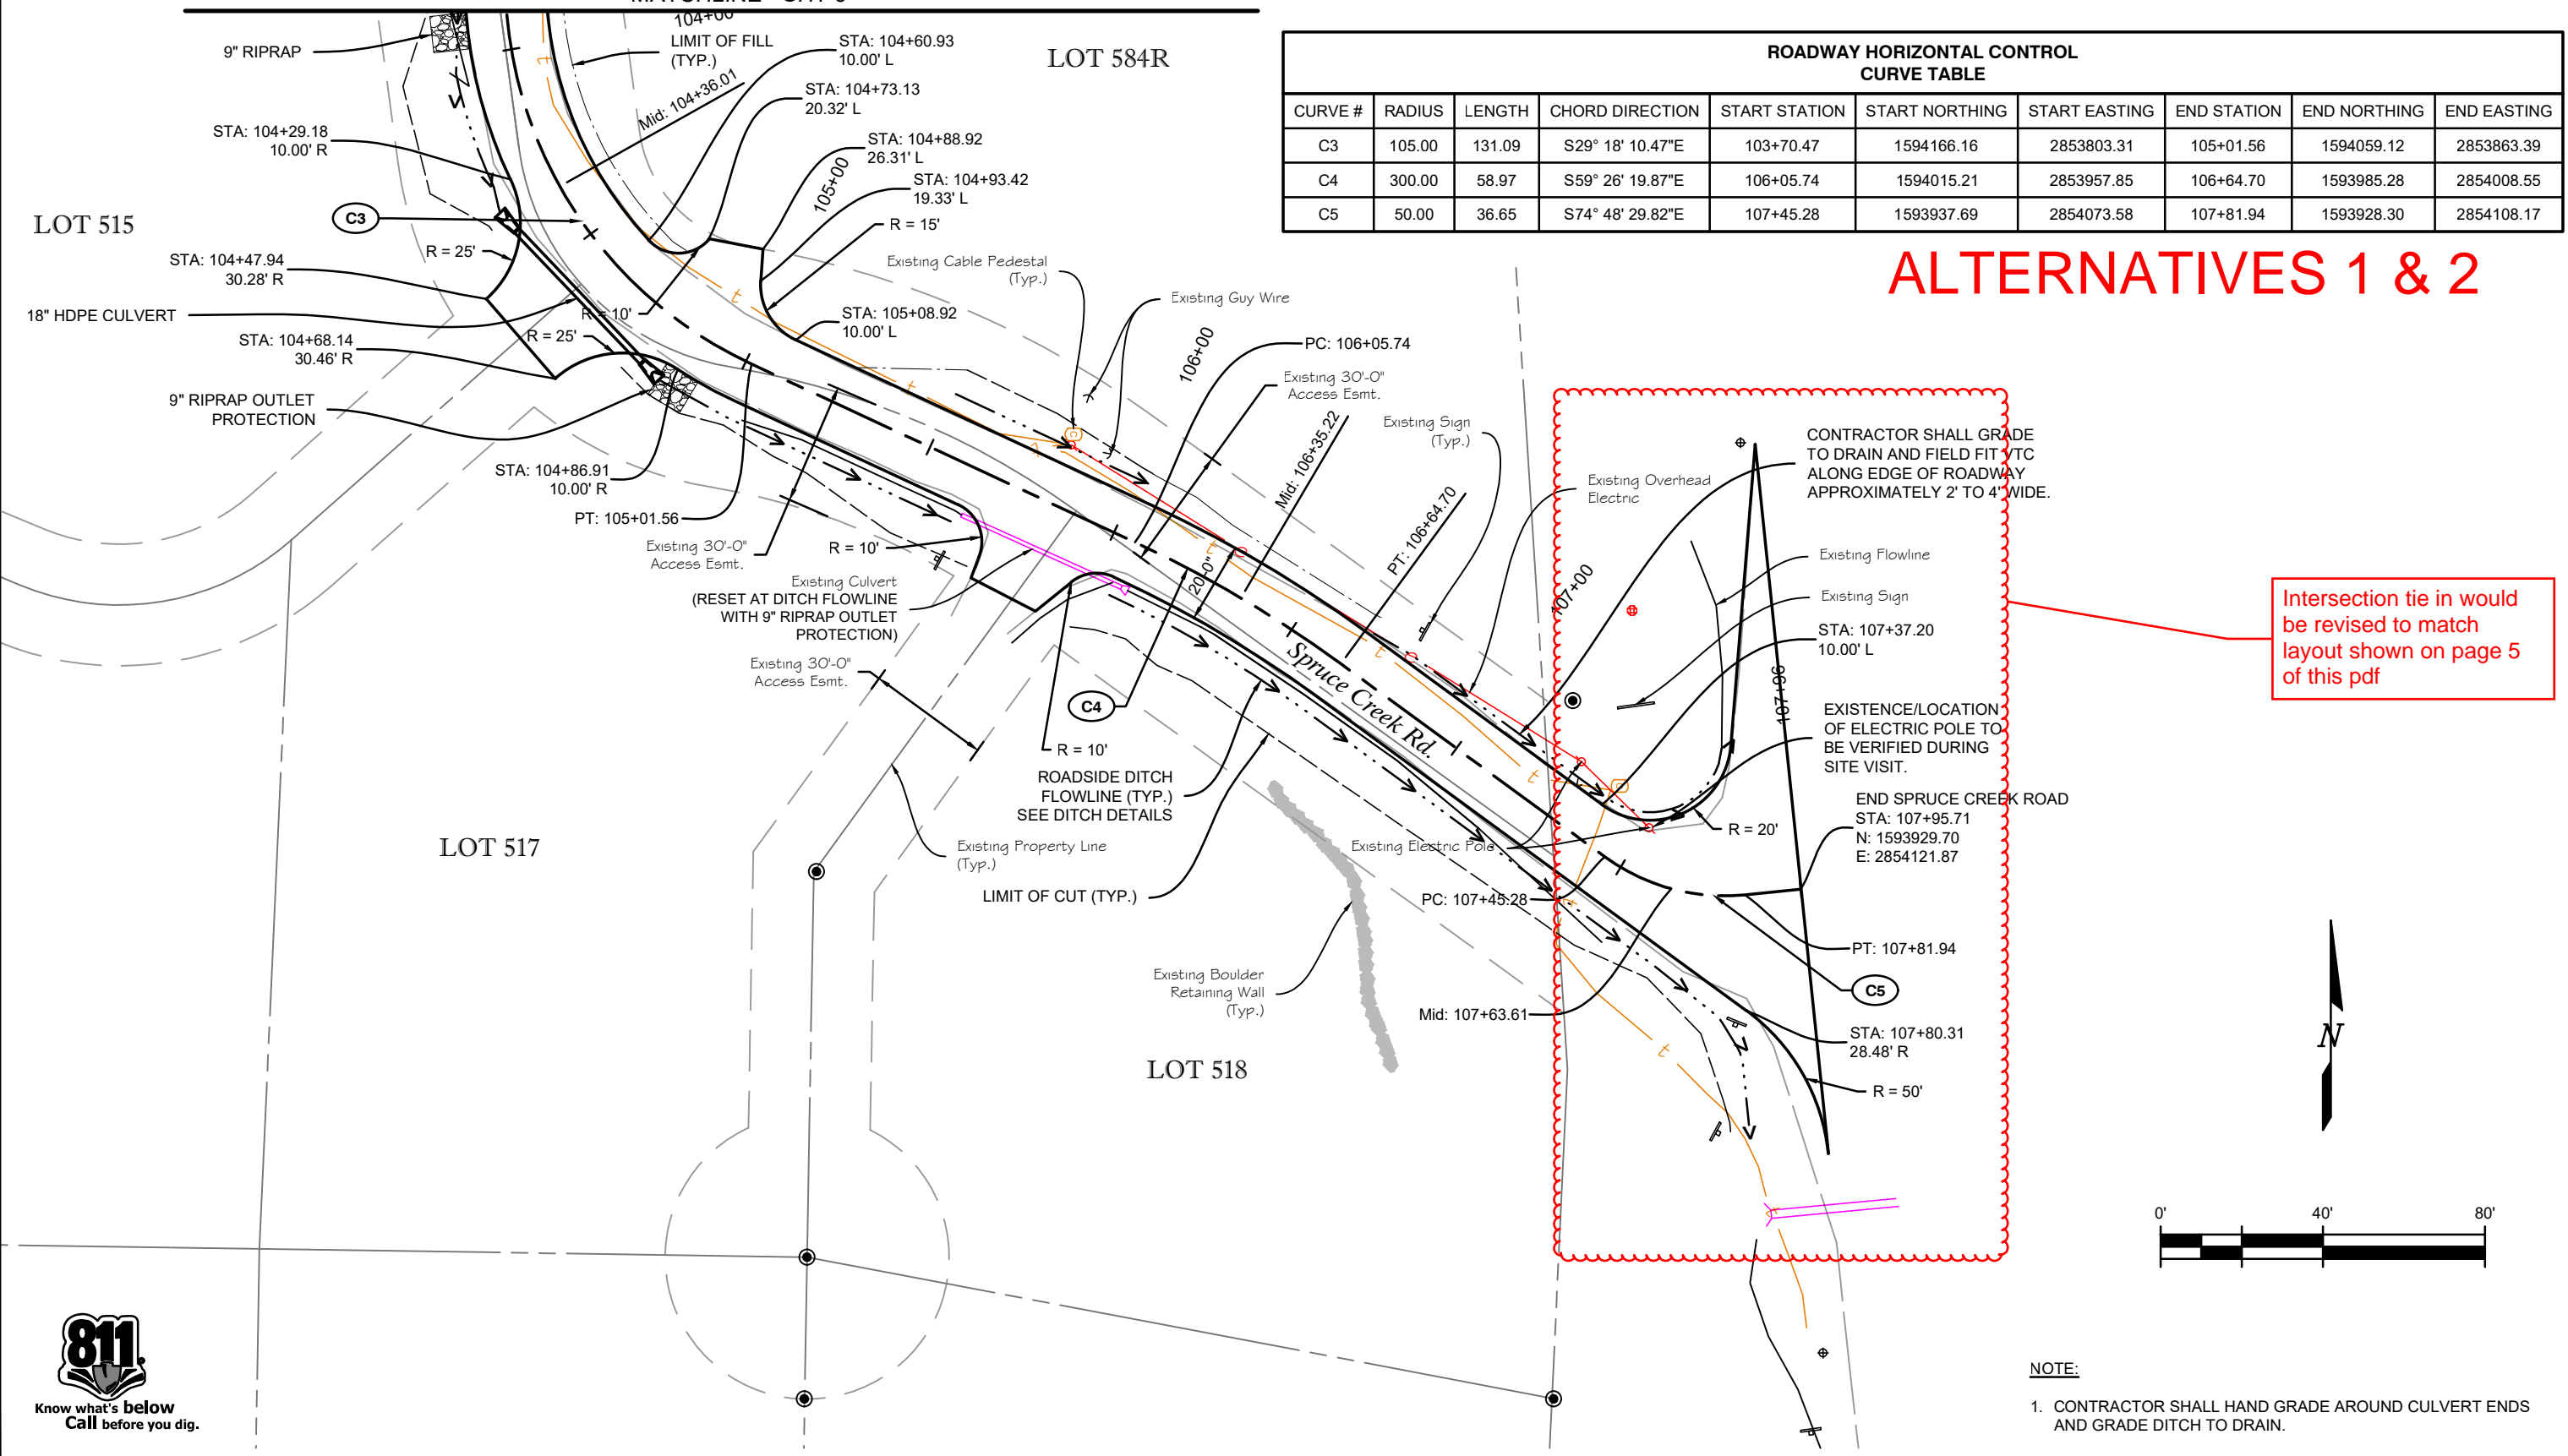 104+00
9" RIPRAP
LIMIT OF FILL
(TYP.)
Mid: 104+36.01
STA: 104+60.93
10.00' L
LOT 584R
STA: 104+73.13
20.32' L
STA: 104+29.18
10.00' R
STA: 104+88.92
26.31' L
105+00
STA: 104+93.42
19.33' L
LOT 515
C3
R = 15'
R = 25'
STA: 104+47.94
30.28' R
Existing Cable Pedestal
(Typ.)
Existing Guy Wire
18" HDPE CULVERT
R = 10'
STA: 105+08.92
10.00' L
R = 25'
STA: 104+68.14
30.46' R
106+00
PC: 106+05.74
Existing 30'-0"
Access Esmt.
9" RIPRAP OUTLET
PROTECTION
Mid: 106+35.22
Existing Sign
(Typ.)
STA: 104+86.91
10.00' R
PT: 105+01.56
PT: 106+64.70
Existing Overhead
Electric
Existing 30'-0"
Access Esmt.
R = 10'
20'-0"
Existing Culvert
(RESET AT DITCH FLOWLINE
WITH 9" RIPRAP OUTLET
PROTECTION)
107+00
Existing 30'-0"
Access Esmt.
Spruce Creek Rd.
C4
R = 10'
ROADSIDE DITCH
FLOWLINE (TYP.)
SEE DITCH DETAILS
LOT 517
Existing Property Line
(Typ.)
LIMIT OF CUT (TYP.)
Existing Electric Pole
PC: 107+45.28
Existing Boulder
Retaining Wall
(Typ.)
Mid: 107+63.61
LOT 518
ROADWAY HORIZONTAL CONTROL
CURVE TABLE
CURVE # RADIUS LENGTH CHORD DIRECTION START STATION START NORTHING START EASTING END STATION END NORTHING END EASTING
C3 105.00 131.09 S29° 18' 10.47"E 103+70.47 1594166.16 2853803.31 105+01.56 1594059.12 2853863.39
C4 300.00 58.97 S59° 26' 19.87"E 106+05.74 1594015.21 2853957.85 106+64.70 1593985.28 2854008.55
C5 50.00 36.65 S74° 48' 29.82"E 107+45.28 1593937.69 2854073.58 107+81.94 1593928.30 2854108.17
ALTERNATIVES 1 & 2
CONTRACTOR SHALL GRADE
TO DRAIN AND FIELD FIT VTC
ALONG EDGE OF ROADWAY
APPROXIMATELY 2' TO 4' WIDE.
Existing Flowline
Existing Sign
STA: 107+37.20
10.00' L
107+96
EXISTENCE/LOCATION
OF ELECTRIC POLE TO
BE VERIFIED DURING
SITE VISIT.
END SPRUCE CREEK ROAD
STA: 107+95.71
N: 1593929.70
E: 2854121.87
R = 20'
PT: 107+81.94
C5
STA: 107+80.31
28.48' R
R = 50'
Intersection tie in would
be revised to match
layout shown on page 5
of this pdf
N
0' 40' 80'
811
Know what's below
Call before you dig.
NOTE:
1. CONTRACTOR SHALL HAND GRADE AROUND CULVERT ENDS
AND GRADE DITCH TO DRAIN.